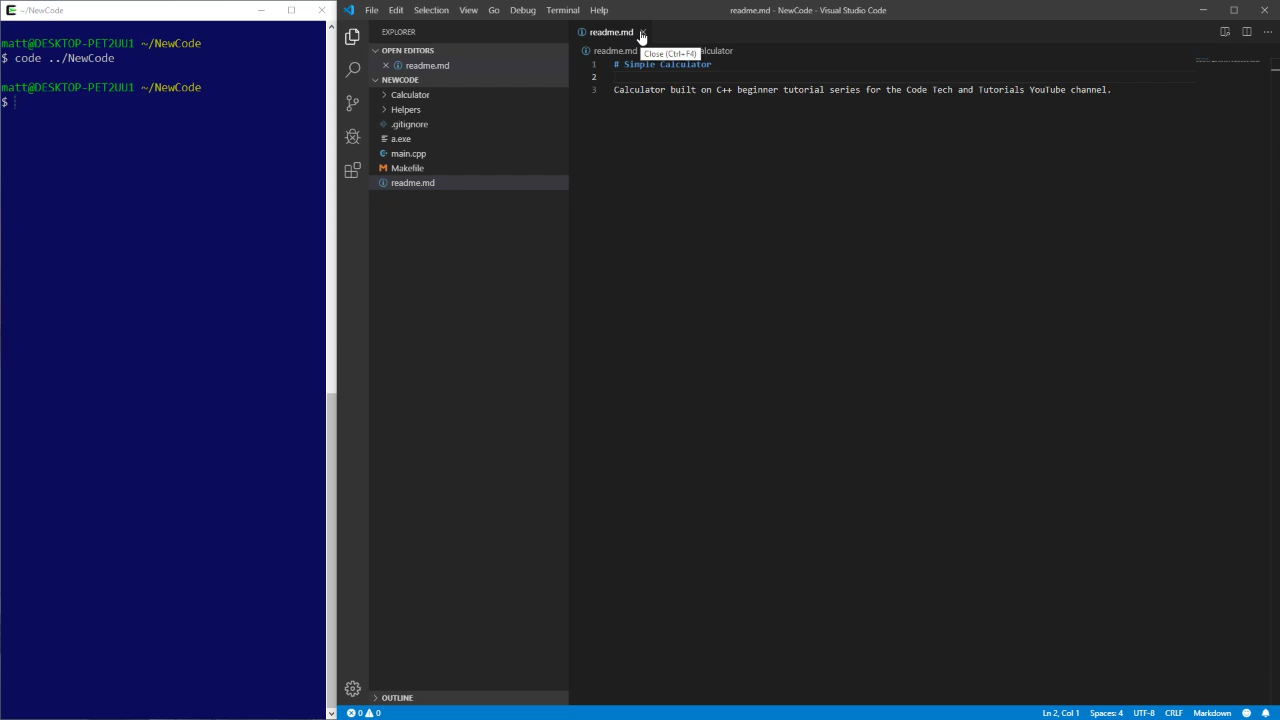 ~/NewCode
matt@DESKTOP-PET2UU1 ~/NewCode
$ code ../NewCode
matt@DESKTOP-PET2UU1 ~/NewCode
$
File Edit Selection View Go Debug Terminal Help
readme.md - NewCode - Visual Studio Code
EXPLORER
OPEN EDITORS
readme.md
NEWCODE
Calculator
Helpers
.gitignore
a.exe
main.cpp
Makefile
readme.md
OUTLINE
readme.md
readme.md
alculator
Close (Ctrl+F4)
1 # Simple Calculator
2
3 Calculator built on C++ beginner tutorial series for the Code Tech and Tutorials YouTube channel.
0 0
Ln 2, Col 1 Spaces: 4 UTF-8 CRLF Markdown